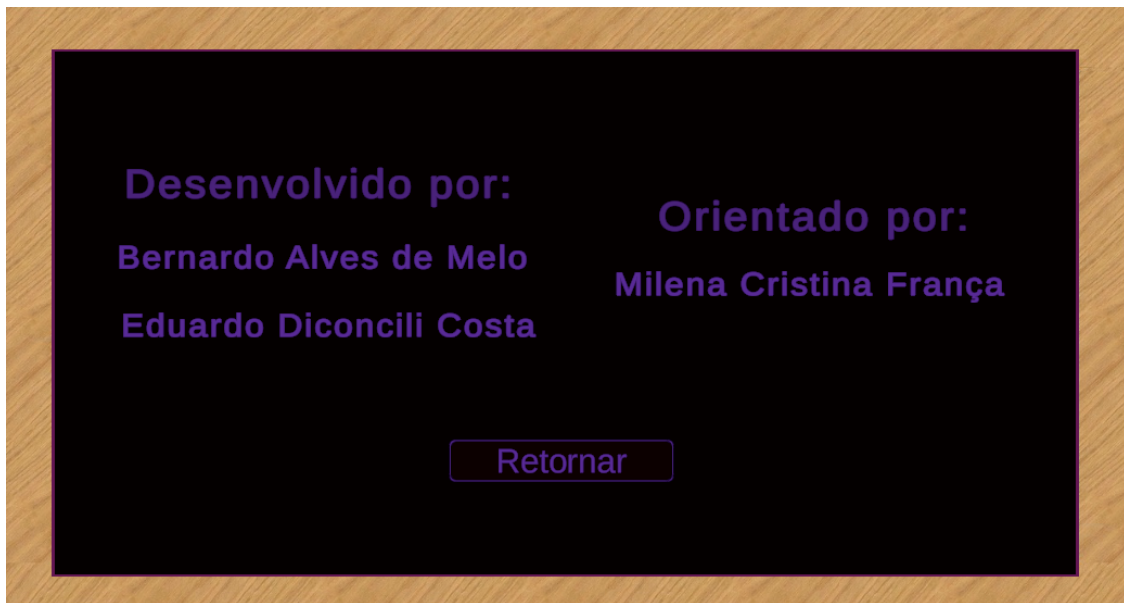 Desenvolvido por:
Bernardo Alves de Melo
Eduardo Diconcili Costa
Orientado por:
Milena Cristina França
Retornar